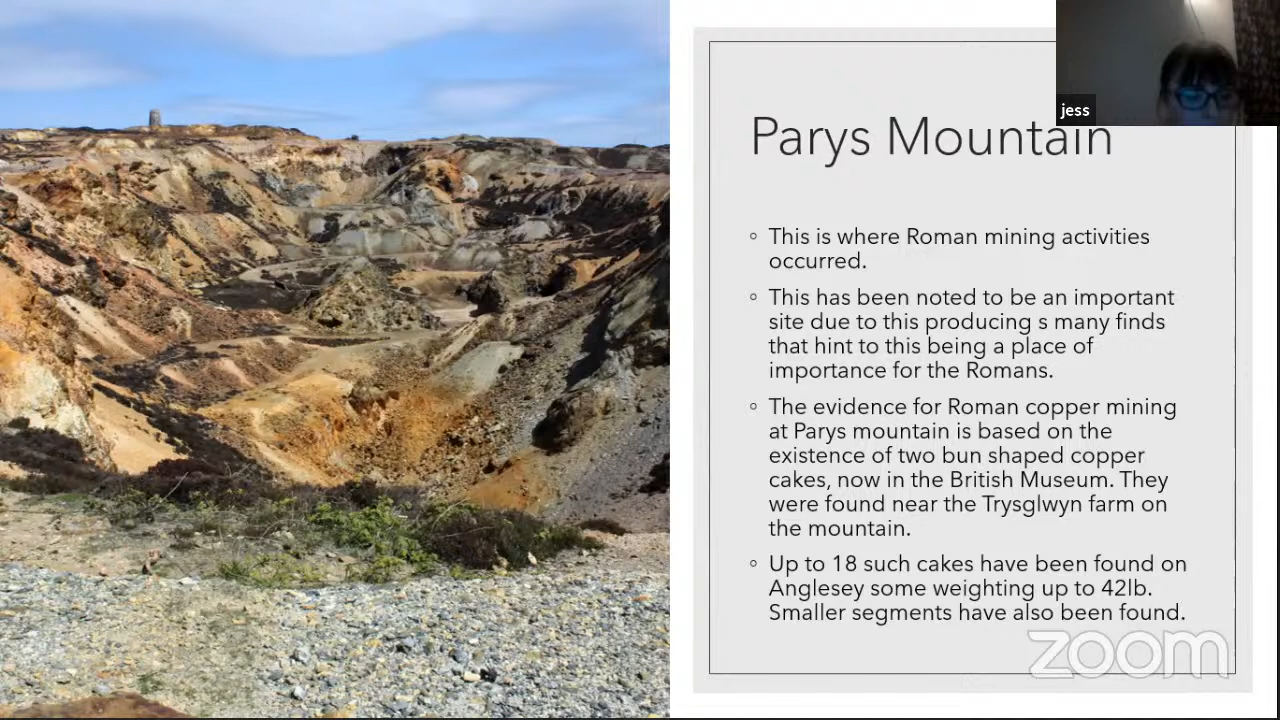 jess
Parys Mountain
◦ This is where Roman mining activities
occurred.
◦ This has been noted to be an important
site due to this producing s many finds
that hint to this being a place of
importance for the Romans.
◦ The evidence for Roman copper mining
at Parys mountain is based on the
existence of two bun shaped copper
cakes, now in the British Museum. They
were found near the Trysglwyn farm on
the mountain.
◦ Up to 18 such cakes have been found on
Anglesey some weighting up to 42lb.
Smaller segments have also been found.
zoom